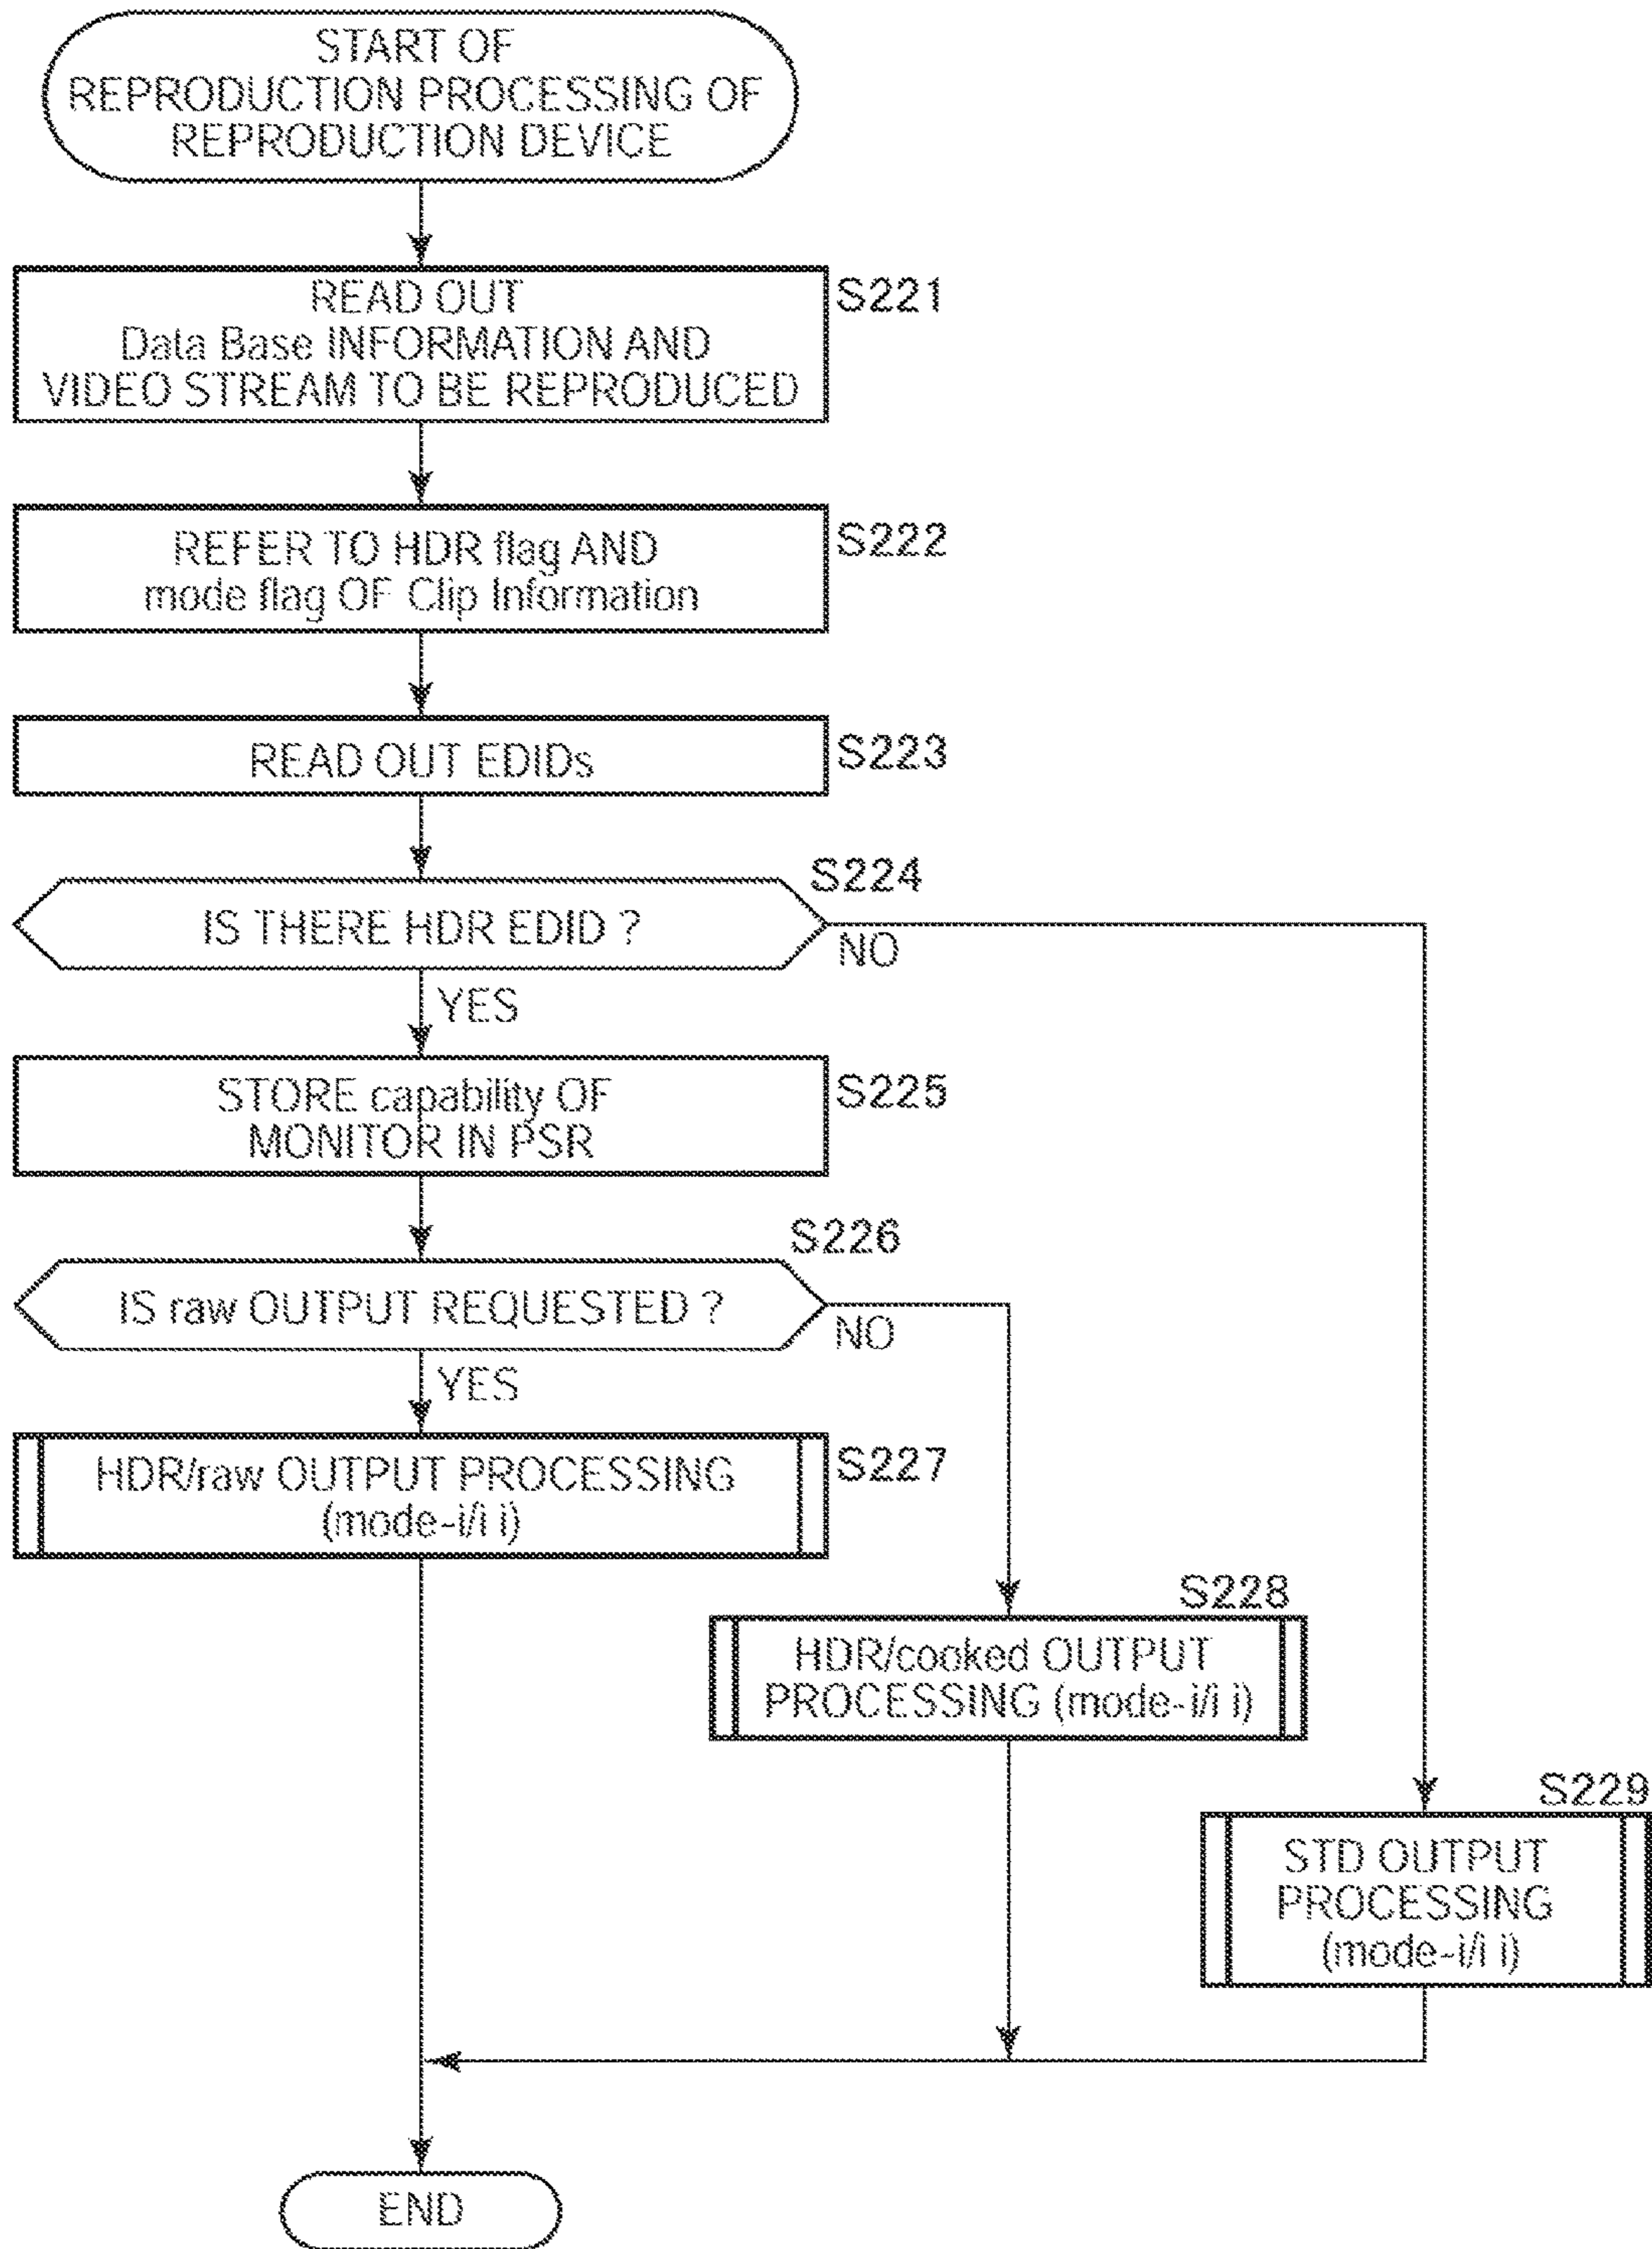 START OF
REPRODUCTION PROCESSING OF
REPRODUCTION DEVICE
READ OUT
Data Base INFORMATION AND
VIDEO STREAM TO BE REPRODUCED
S221
REFER TO HDR flag AND
mode flag OF Clip Information
S222
READ OUT EDIDs
S223
S224
IS THERE HDR EDID ?
NO
YES
STORE capability OF
MONITOR IN PSR
S225
S226
IS raw OUTPUT REQUESTED ?
NO
YES
HDR/raw OUTPUT PROCESSING
(mode-i/i i)
S227
S228
HDR/cooked OUTPUT
PROCESSING (mode-i/i i)
S229
STD OUTPUT
PROCESSING
(mode-i/i i)
END